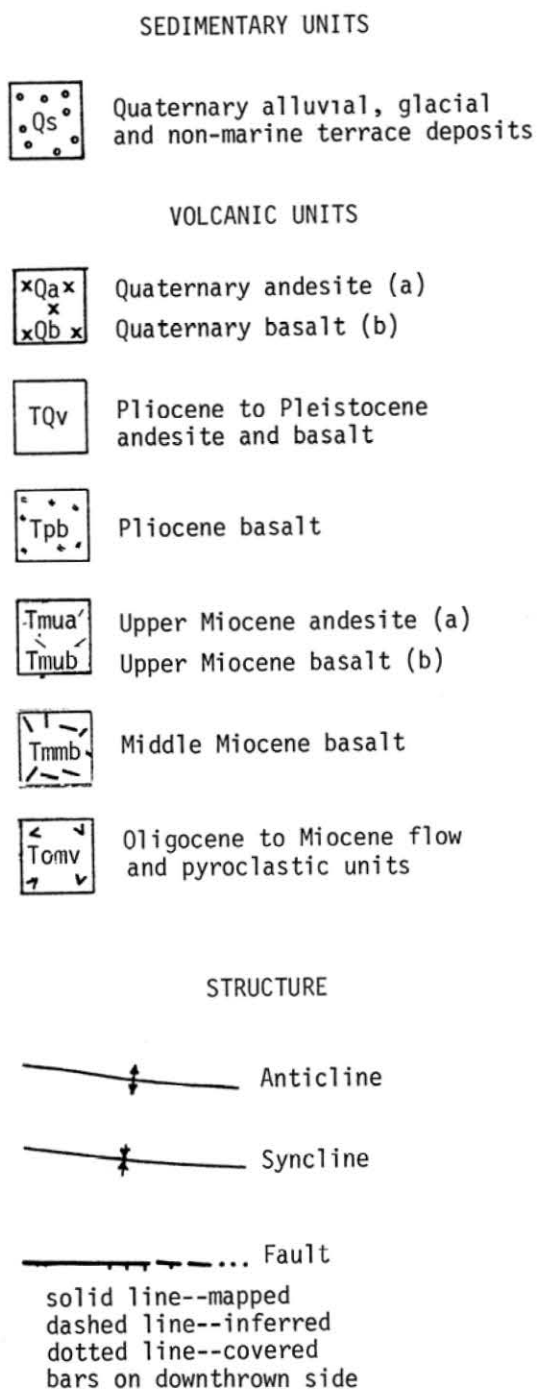 SEDIMENTARY UNITS
Qs
Quaternary alluvial, glacial
and non-marine terrace deposits
VOLCANIC UNITS
Qa
Quaternary andesite (a)
Qb
Quaternary basalt (b)
TQv
Pliocene to Pleistocene
andesite and basalt
Tpb
Pliocene basalt
Tmua
Upper Miocene andesite (a)
Tmub
Upper Miocene basalt (b)
Tmmb
Middle Miocene basalt
Tomv
Oligocene to Miocene flow
and pyroclastic units
STRUCTURE
Anticline
Syncline
Fault
solid line--mapped
dashed line--inferred
dotted line--covered
bars on downthrown side